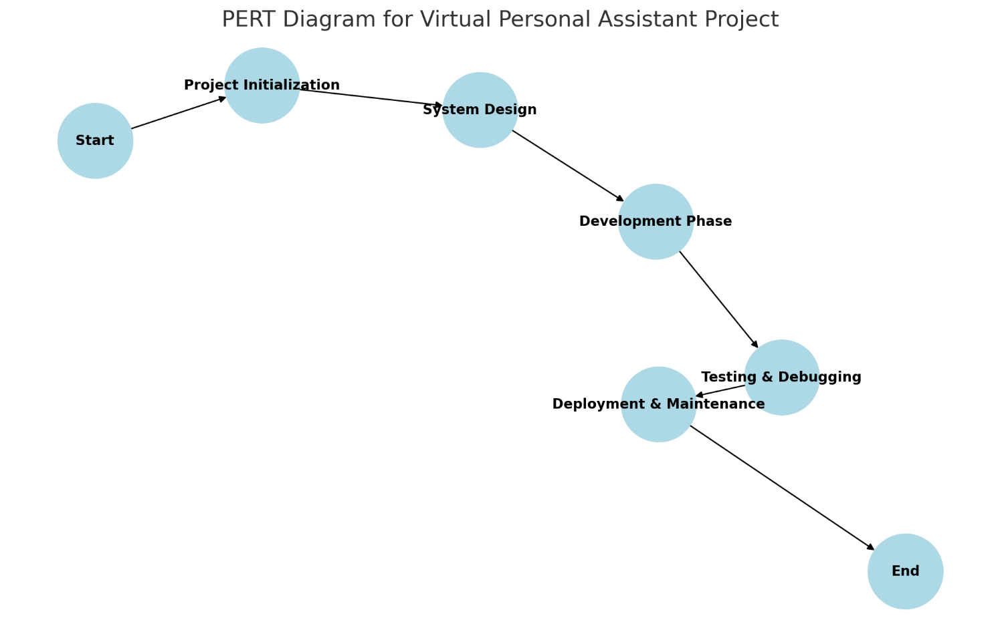 PERT Diagram for Virtual Personal Assistant Project
Project Initialization
System Design
Start
Development Phase
Testing & Debugging
Deployment & Maintenance
End